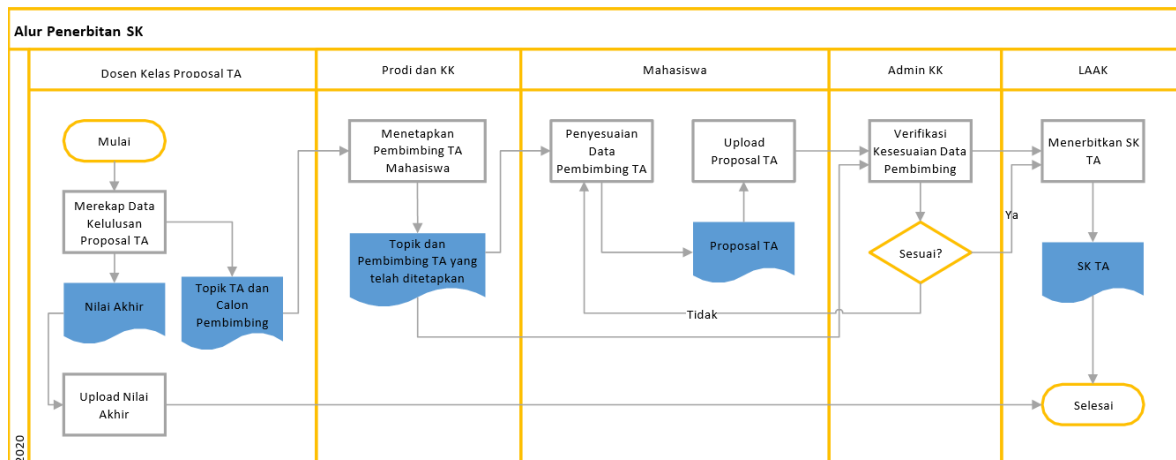 Alur Penerbitan SK
Dosen Kelas Proposal TA
Prodi dan KK
Mahasiswa
Admin KK
LAAK
Mulai
Merekap Data
Kelulusan
Proposal TA
Nilai Akhir
Topik TA dan
Calon
Pembimbing
Upload Nilai
Akhir
Menetapkan
Pembimbing TA
Mahasiswa
Topik dan
Pembimbing TA yang
telah ditetapkan
Penyesuaian
Data
Pembimbing TA
Upload
Proposal TA
Proposal TA
Tidak
Verifikasi
Kesesuaian Data
Pembimbing
Sesuai?
Ya
Menerbitkan SK
TA
SK TA
Selesai
2020